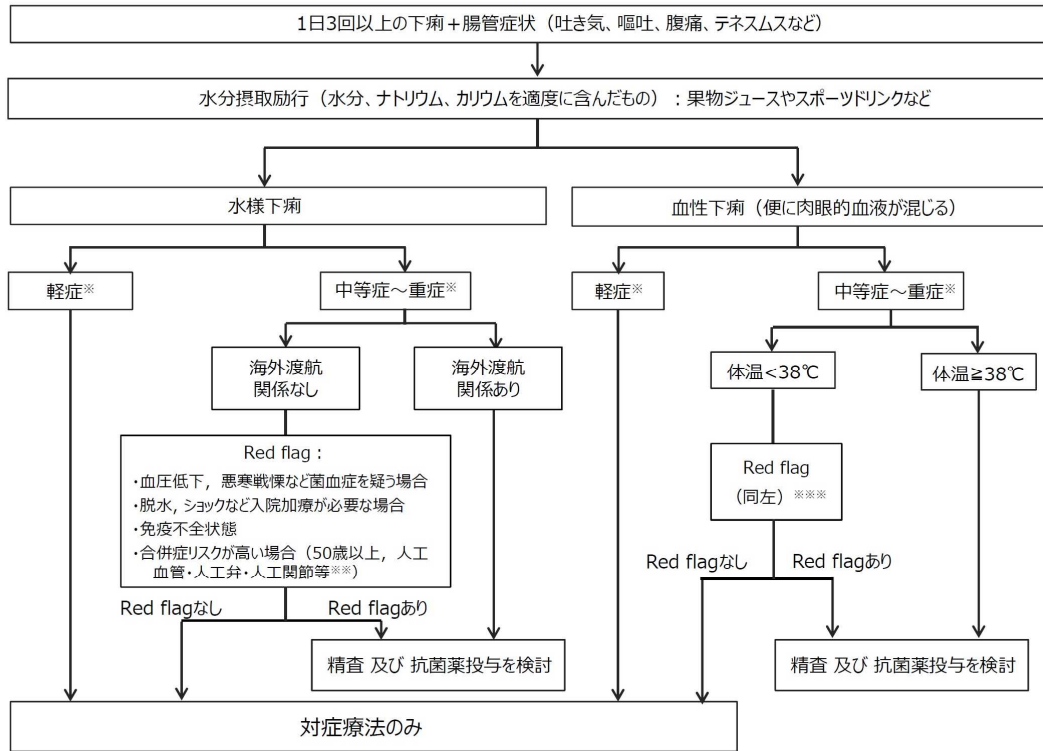 1日3回以上の下痢＋腸管症状（吐き気、嘔吐、腹痛、テネスムスなど）
水分摂取励行（水分、ナトリウム、カリウムを適度に含んだもの）：果物ジュースやスポーツドリンクなど
水様下痢
血性下痢（便に肉眼的血液が混じる）
軽症※
中等症～重症※
軽症※
中等症～重症※
海外渡航
関係なし
海外渡航
関係あり
体温<38℃
体温≧38℃
Red flag：
・血圧低下，悪寒戦慄など菌血症を疑う場合
・脱水，ショックなど入院加療が必要な場合
・免疫不全状態
・合併症リスクが高い場合（50歳以上，人工
血管・人工弁・人工関節等※※）
Red flag
（同左）※※※
Red flagなし
Red flagあり
Red flagなし
Red flagあり
精査 及び 抗菌薬投与を検討
精査 及び 抗菌薬投与を検討
対症療法のみ